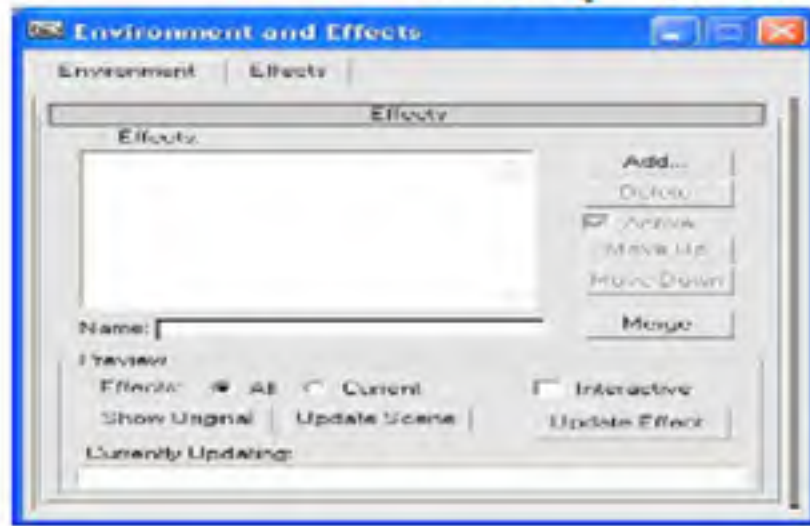 Environment and Effects
Environment Effects
Effects
Effects:
Add...
Delete
Active
Move Up
Move Down
Name:
Merge
Preview
Effects: All Current
Interactive
Show Original Update Scene Update Effect
Currently Updating: